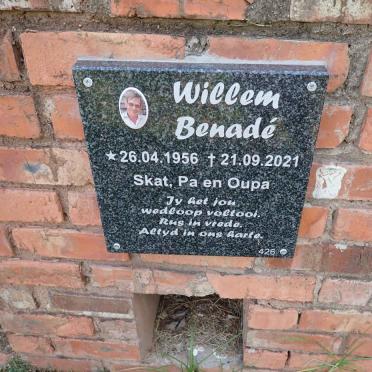 Willem
Benadé
★26.04.1956 †21.09.2021
Skat, Pa en Oupa
Jy het jou
wedloop voltooi.
Rus in vrede.
Altyd in ons harte.
426